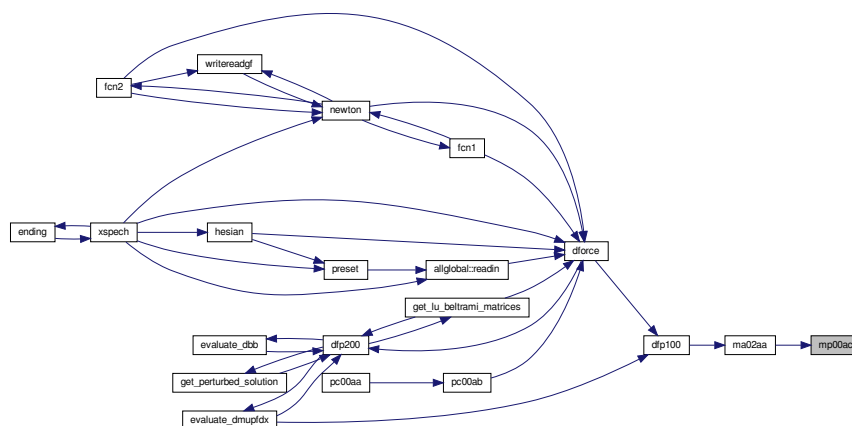 writereadgf
fcn2
newton
fcn1
ending
xspech
hesian
dforce
preset
allglobal::readin
get_lu_beltrami_matrices
evaluate_dbb
dfp200
dfp100
ma02aa
mp00ac
get_perturbed_solution
pc00aa
pc00ab
evaluate_dmupfdx